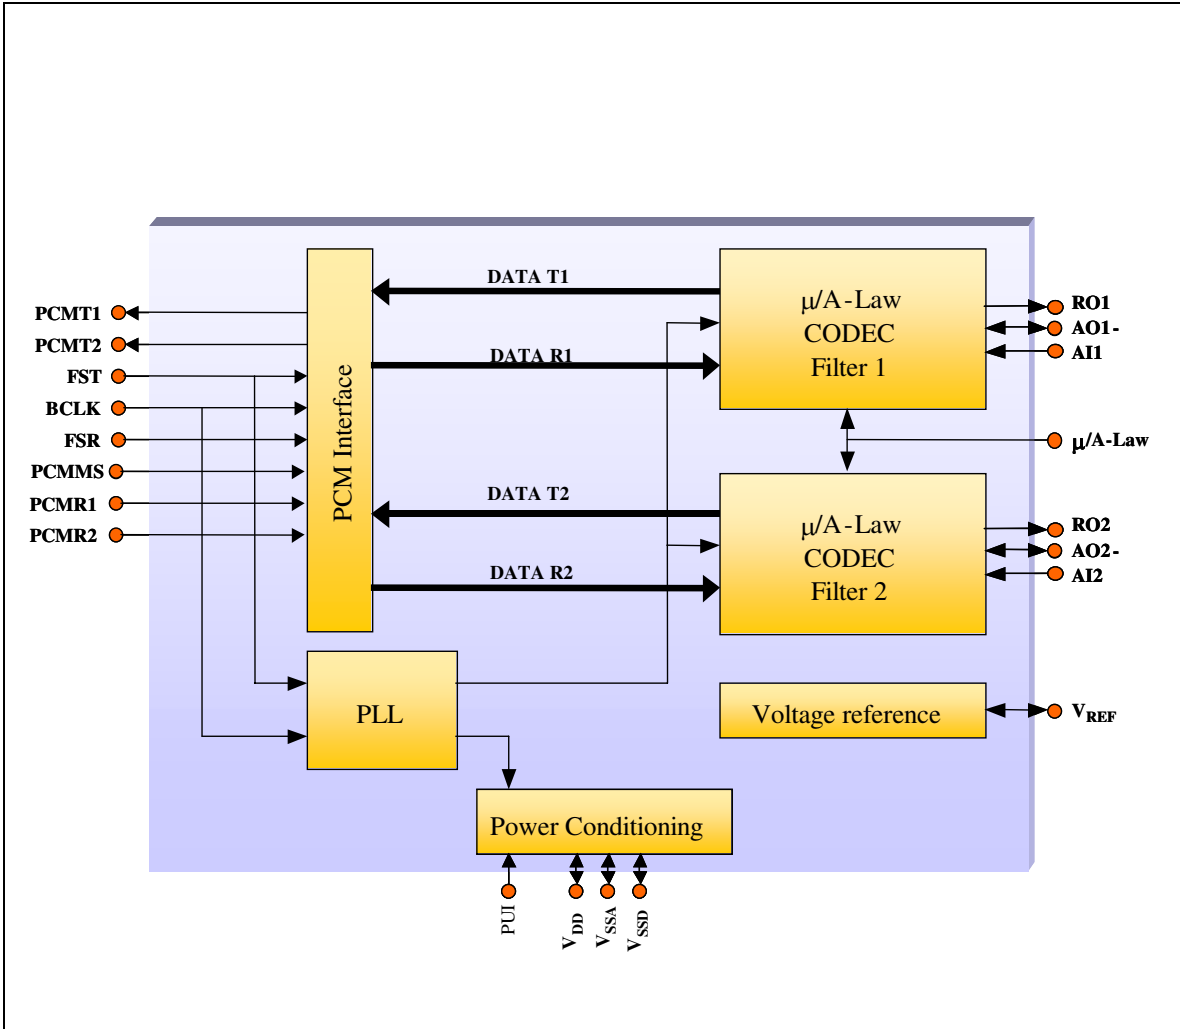 DATA T1
μ/A-Law
CODEC
Filter 1
RO1
AO1-
AI1
PCMT1
PCMT2
FST
BCLK
FSR
PCMMS
PCMR1
PCMR2
PCM Interface
DATA R1
μ/A-Law
DATA T2
μ/A-Law
CODEC
Filter 2
RO2
AO2-
AI2
DATA R2
PLL
Voltage reference
VREF
Power Conditioning
PUI
VDD
VSSA
VSSD